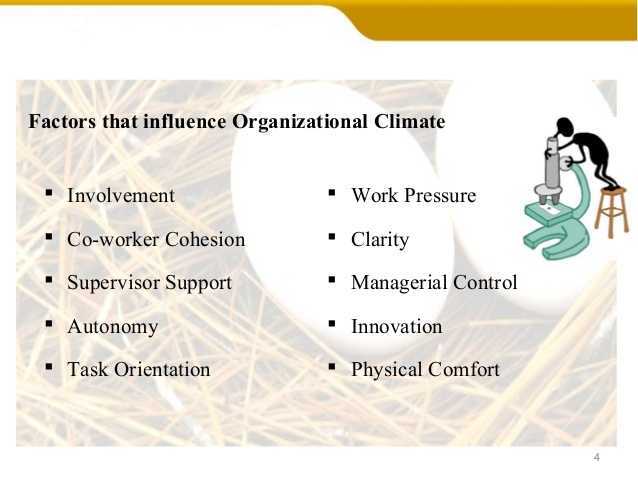 Factors that influence Organizational Climate
▪ Involvement
▪ Co-worker Cohesion
▪ Supervisor Support
▪ Autonomy
▪ Task Orientation
▪ Work Pressure
▪ Clarity
▪ Managerial Control
▪ Innovation
▪ Physical Comfort
4